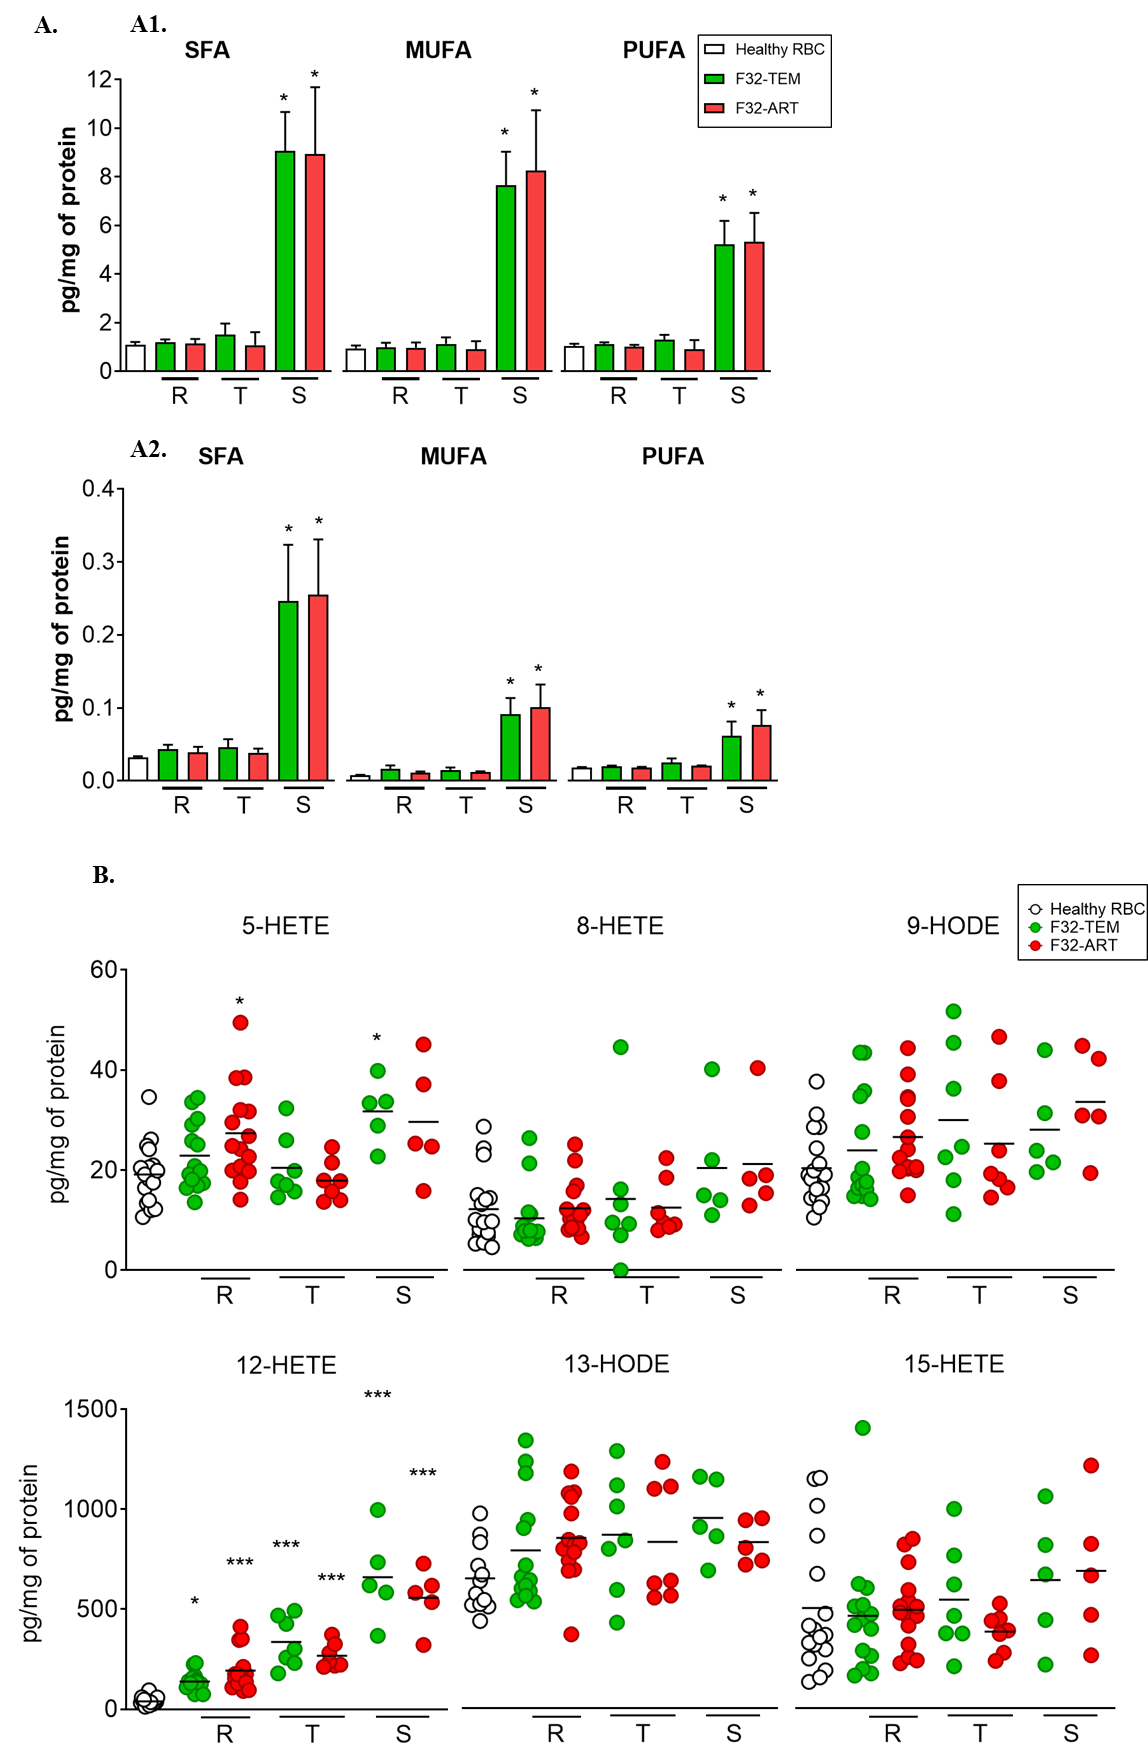 A.
A1.
SFA
MUFA
PUFA
Healthy RBC
F32-TEM
F32-ART
pg/mg of protein
12
10
8
6
4
2
0
* * * * * *
R T S R T S R T S
A2.
SFA
MUFA
PUFA
pg/mg of protein
0.4
0.3
0.2
0.1
0.0
* * * * * *
R T S R T S R T S
B.
5-HETE
8-HETE
9-HODE
Healthy RBC
F32-TEM
F32-ART
pg/mg of protein
60
40
20
0
* *
R T S R T S R T S
12-HETE
13-HODE
15-HETE
pg/mg of protein
1500
1000
500
0
* *** *** *** *** ***
R T S R T S R T S